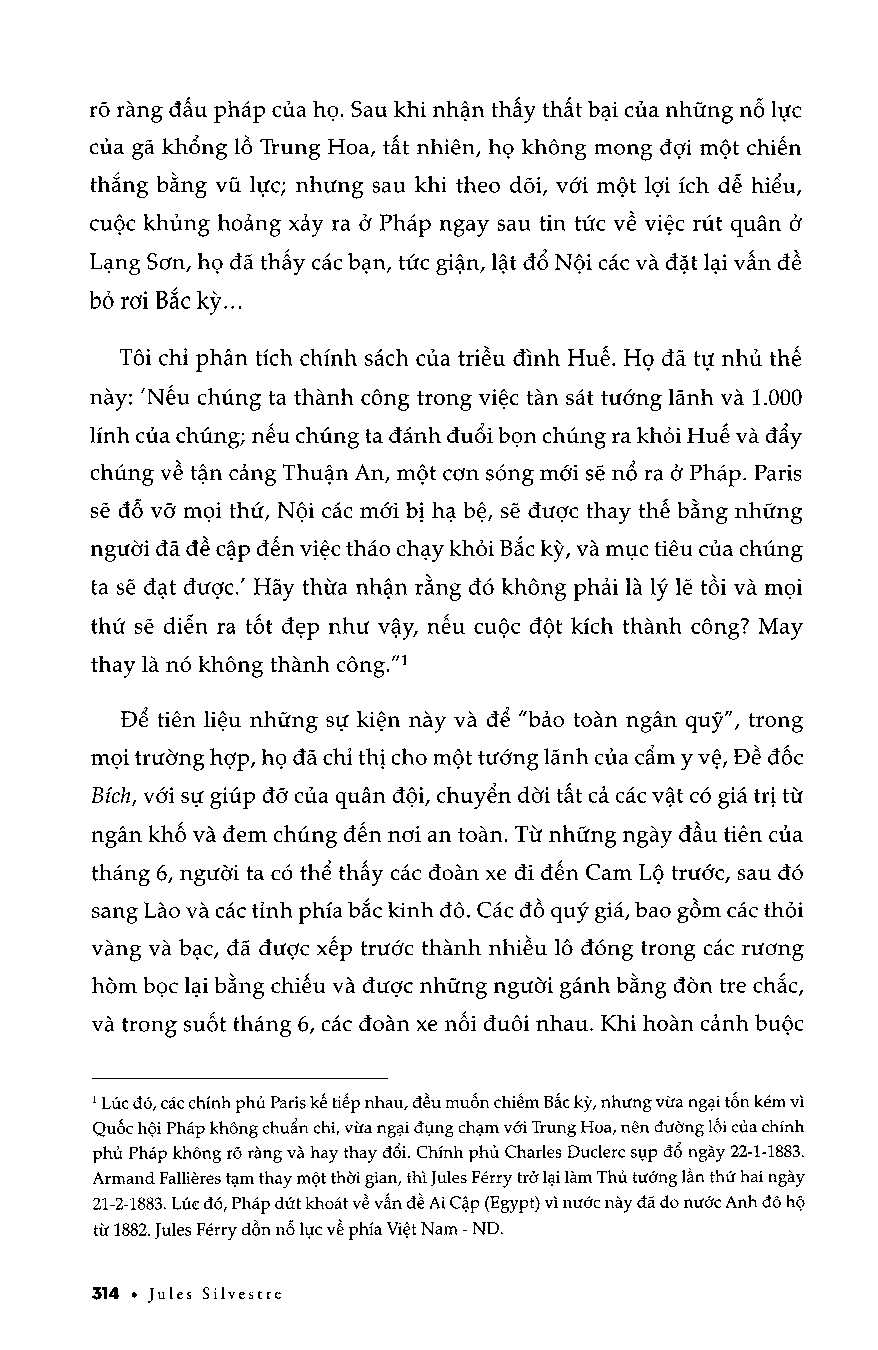 rõ ràng đấu pháp của họ. Sau khi nhận thấy thất bại của những nỗ lực
của gã khổng lồ Trung Hoa, tất nhiên, họ không mong đợi một chiến
thắng bằng vũ lực; nhưng sau khi theo dõi, với một lợi ích dễ hiểu,
cuộc khủng hoảng xảy ra ở Pháp ngay sau tin tức về việc rút quân ở
Lạng Sơn, họ đã thấy các bạn, tức giận, lật đổ Nội các và đặt lại vấn đề
bỏ rơi Bắc kỳ...
Tôi chỉ phân tích chính sách của triều đình Huế. Họ đã tự nhủ thế
này: 'Nếu chúng ta thành công trong việc tàn sát tướng lãnh và 1.000
lính của chúng; nếu chúng ta đánh đuổi bọn chúng ra khỏi Huế và đẩy
chúng về tận cảng Thuận An, một cơn sóng mới sẽ nổ ra ở Pháp. Paris
sẽ đỗ vỡ mọi thứ, Nội các mới bị hạ bệ, sẽ được thay thế bằng những
người đã đề cập đến việc tháo chạy khỏi Bắc kỳ, và mục tiêu của chúng
ta sẽ đạt được.' Hãy thừa nhận rằng đó không phải là lý lẽ tồi và mọi
thứ sẽ diễn ra tốt đẹp như vậy, nếu cuộc đột kích thành công? May
thay là nó không thành công."¹
Để tiên liệu những sự kiện này và để "bảo toàn ngân quỹ", trong
mọi trường hợp, họ đã chỉ thị cho một tướng lãnh của cẩm y vệ, Đề đốc
Bích, với sự giúp đỡ của quân đội, chuyển dời tất cả các vật có giá trị từ
ngân khố và đem chúng đến nơi an toàn. Từ những ngày đầu tiên của
tháng 6, người ta có thể thấy các đoàn xe đi đến Cam Lộ trước, sau đó
sang Lào và các tỉnh phía bắc kinh đô. Các đồ quý giá, bao gồm các thỏi
vàng và bạc, đã được xếp trước thành nhiều lô đóng trong các rương
hòm bọc lại bằng chiếu và được những người gánh bằng đòn tre chắc,
và trong suốt tháng 6, các đoàn xe nối đuôi nhau. Khi hoàn cảnh buộc
¹ Lúc đó, các chính phủ Paris kế tiếp nhau, đều muốn chiếm Bắc kỳ, nhưng vừa ngại tốn kém vì
Quốc hội Pháp không chuẩn chi, vừa ngại đụng chạm với Trung Hoa, nên đường lối của chính
phủ Pháp không rõ ràng và hay thay đổi. Chính phủ Charles Duclerc sụp đổ ngày 22-1-1883.
Armand Fallières tạm thay một thời gian, thì Jules Férry trở lại làm Thủ tướng lần thứ hai ngày
21-2-1883. Lúc đó, Pháp dứt khoát về vấn đề Ai Cập (Egypt) vì nước này đã do nước Anh đô hộ
từ 1882. Jules Férry dồn nỗ lực về phía Việt Nam - ND.
314 • Jules Silvestre